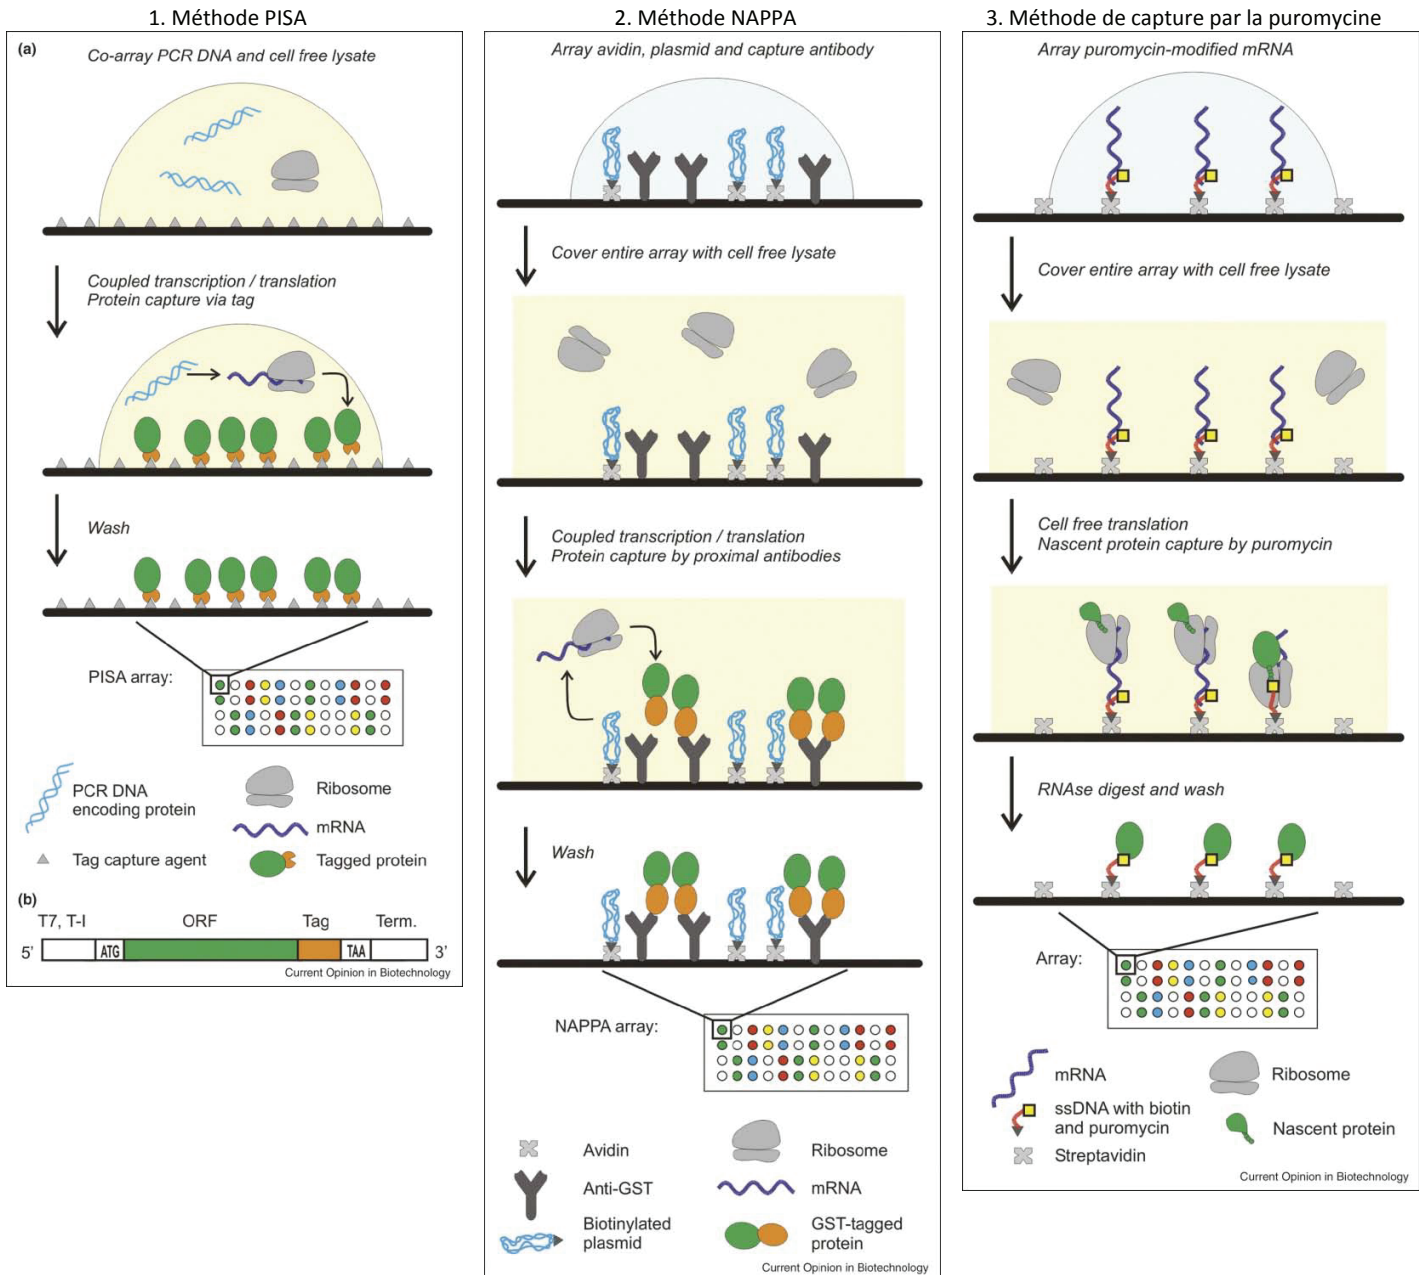 1. Méthode PISA
(a)
Co-array PCR DNA and cell free lysate
Coupled transcription / translation
Protein capture via tag
Wash
PISA array:
PCR DNA
encoding protein
Ribosome
mRNA
Tag capture agent
Tagged protein
(b)
T7, T-I
ORF
Tag
Term.
5'
ATG
TAA
3'
Current Opinion in Biotechnology
2. Méthode NAPPA
Array avidin, plasmid and capture antibody
Cover entire array with cell free lysate
Coupled transcription / translation
Protein capture by proximal antibodies
Wash
NAPPA array:
Avidin
Ribosome
Anti-GST
mRNA
Biotinylated
plasmid
GST-tagged
protein
Current Opinion in Biotechnology
3. Méthode de capture par la puromycine
Array puromycin-modified mRNA
Cover entire array with cell free lysate
Cell free translation
Nascent protein capture by puromycin
RNAse digest and wash
Array:
mRNA
Ribosome
ssDNA with biotin
and puromycin
Nascent protein
Streptavidin
Current Opinion in Biotechnology